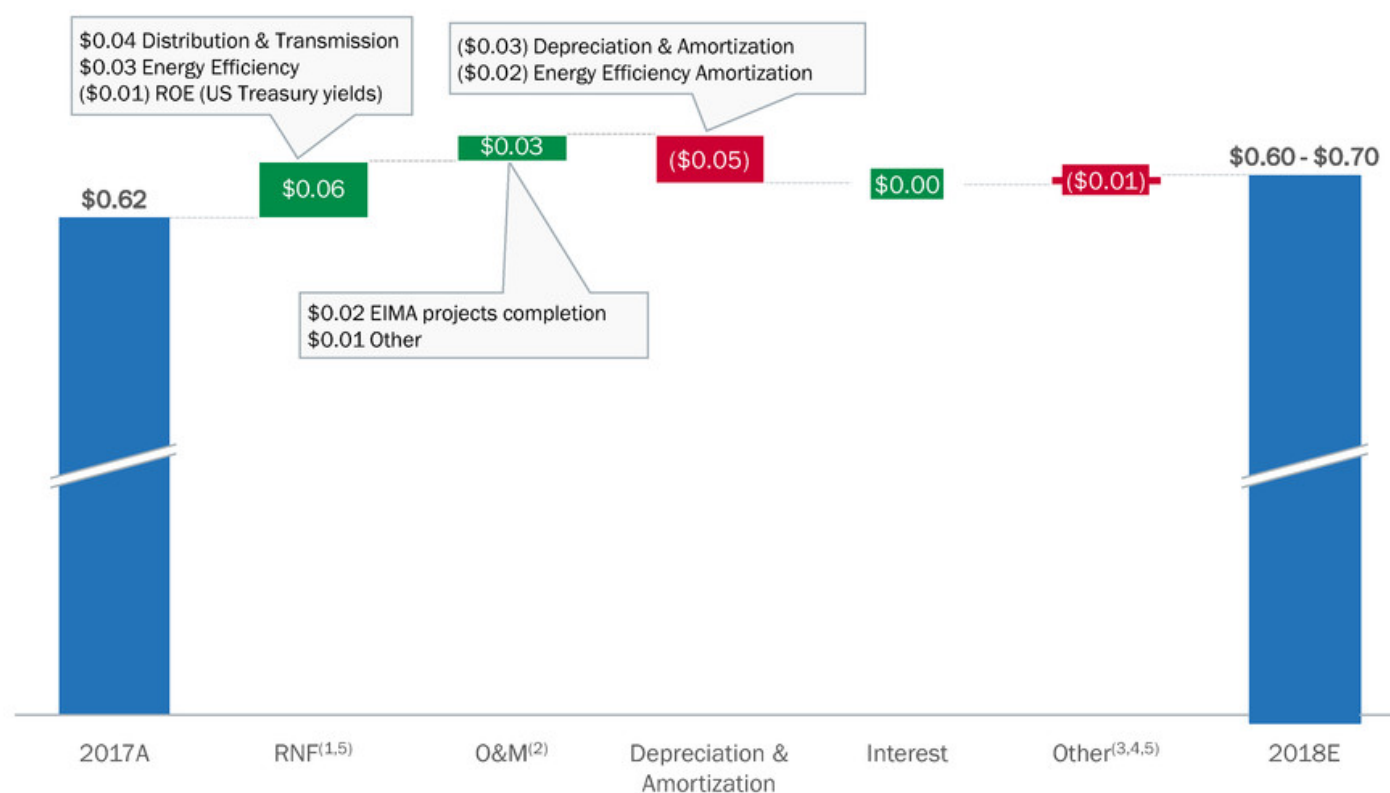 $0.04 Distribution & Transmission
$0.03 Energy Efficiency
($0.01) ROE (US Treasury yields)
($0.03) Depreciation & Amortization
($0.02) Energy Efficiency Amortization
$0.62
$0.06
$0.03
($0.05)
$0.00
($0.01)
$0.60 - $0.70
$0.02 EIMA projects completion
$0.01 Other
2017A
RNF(1,5)
O&M(2)
Depreciation &
Amortization
Interest
Other(3,4,5)
2018E